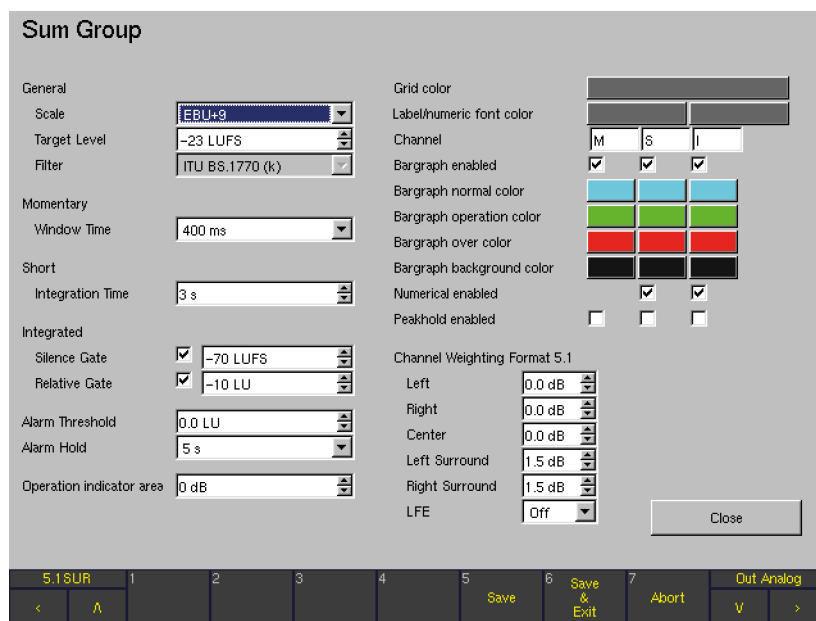 Sum Group
General
Scale EBU+9
Target Level -23 LUFS
Filter ITU BS.1770 (k)
Momentary
Window Time 400 ms
Short
Integration Time 3 s
Integrated
Silence Gate -70 LUFS
Relative Gate -10 LU
Alarm Threshold 0.0 LU
Alarm Hold 5 s
Operation indicator area 0 dB
Grid color
Label/numeric font color
Channel M S I
Bargraph enabled
Bargraph normal color
Bargraph operation color
Bargraph over color
Bargraph background color
Numerical enabled
Peakhold enabled
Channel Weighting Format 5.1
Left 0.0 dB
Right 0.0 dB
Center 0.0 dB
Left Surround 1.5 dB
Right Surround 1.5 dB
LFE Off
Close
5.1SUR
< Λ
1
2
3
4
5 Save
6 Save
&
Exit
7 Abort
Out Analog
V >